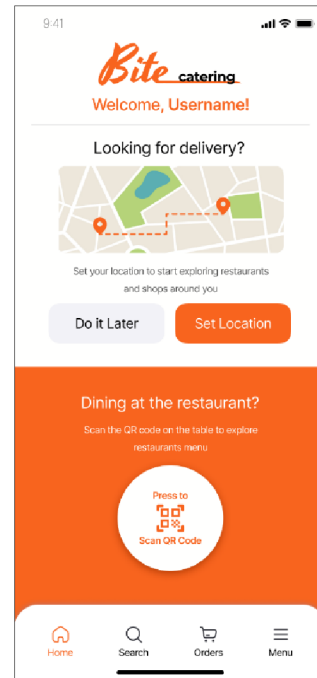 9:41
Bite catering
Welcome, Username!
Looking for delivery?
Set your location to start exploring restaurants
and shops around you
Do it Later
Set Location
Dining at the restaurant?
Scan the QR code on the table to explore
restaurants menu
Press to
Scan QR Code
Home
Search
Orders
Menu